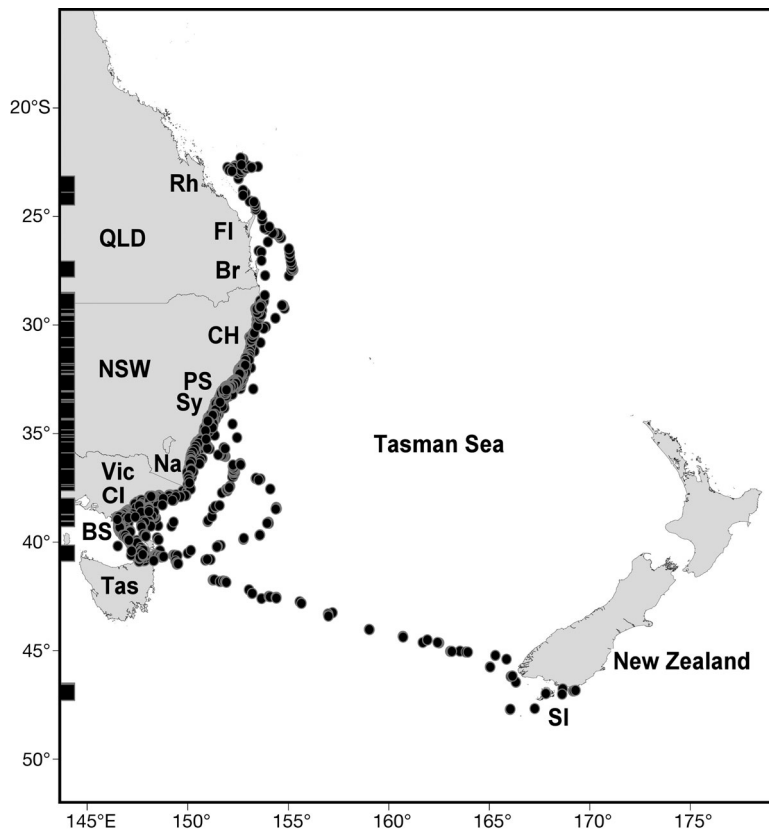 20°S
Rh
25°
FI
QLD
Br
30°
CH
NSW
PS
Sy
35°
Tasman Sea
Na
Vic
CI
BS
40°
Tas
45°
New Zealand
SI
50°
145°E 150° 155° 160° 165° 170° 175°